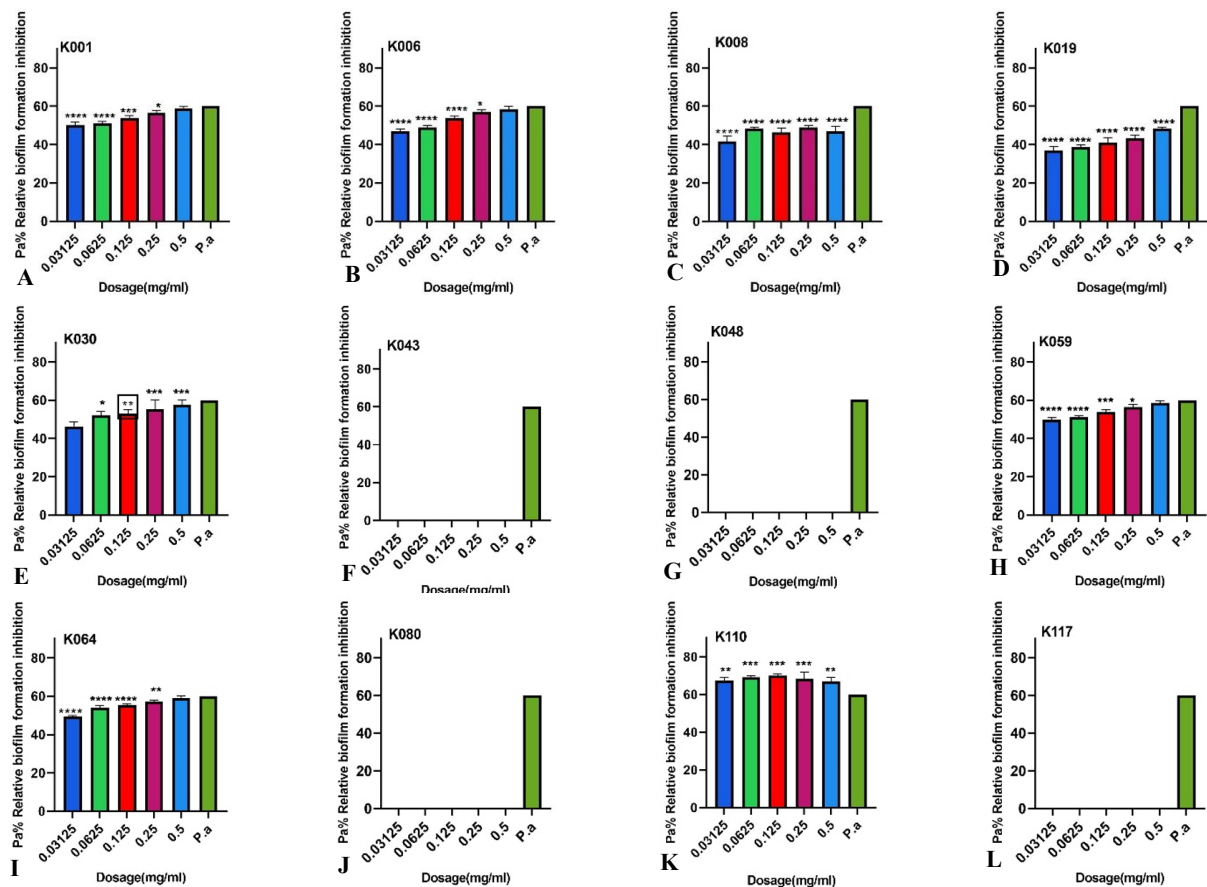 K001
Pa% Relative biofilm formation inhibition
80
60
40
20
0
**** **** *** *
0.03125 0.0625 0.125 0.25 0.5 P.a
A
Dosage(mg/ml)
K006
Pa% Relative biofilm formation inhibition
80
60
40
20
0
**** **** **** *
0.03125 0.0625 0.125 0.25 0.5 P.a
B
Dosage(mg/ml)
K008
Pa% Relative biofilm formation inhibition
80
60
40
20
0
**** **** **** **** ****
0.03125 0.0625 0.125 0.25 0.5 P.a
C
Dosage(mg/ml)
K019
Pa% Relative biofilm formation inhibition
80
60
40
20
0
**** **** **** **** ****
0.03125 0.0625 0.125 0.25 0.5 P.a
D
Dosage(mg/ml)
K030
Pa% Relative biofilm formation inhibition
80
60
40
20
0
* ** *** ***
0.03125 0.0625 0.125 0.25 0.5 P.a
E
Dosage(mg/ml)
K043
Pa% Relative biofilm formation inhibition
80
60
40
20
0
0.03125 0.0625 0.125 0.25 0.5 P.a
F
Dosage(mg/ml)
K048
Pa% Relative biofilm formation inhibition
80
60
40
20
0
0.03125 0.0625 0.125 0.25 0.5 P.a
G
Dosage(mg/ml)
K059
Pa% Relative biofilm formation inhibition
80
60
40
20
0
**** **** *** *
0.03125 0.0625 0.125 0.25 0.5 P.a
H
Dosage(mg/ml)
K064
Pa% Relative biofilm formation inhibition
80
60
40
20
0
**** **** **** **
0.03125 0.0625 0.125 0.25 0.5 P.a
I
Dosage(mg/ml)
K080
Pa% Relative biofilm formation inhibition
80
60
40
20
0
0.03125 0.0625 0.125 0.25 0.5 P.a
J
Dosage(mg/ml)
K110
Pa% Relative biofilm formation inhibition
80
60
40
20
0
** *** *** *** **
0.03125 0.0625 0.125 0.25 0.5 P.a
K
Dosage(mg/ml)
K117
Pa% Relative biofilm formation inhibition
80
60
40
20
0
0.03125 0.0625 0.125 0.25 0.5 P.a
L
Dosage(mg/ml)